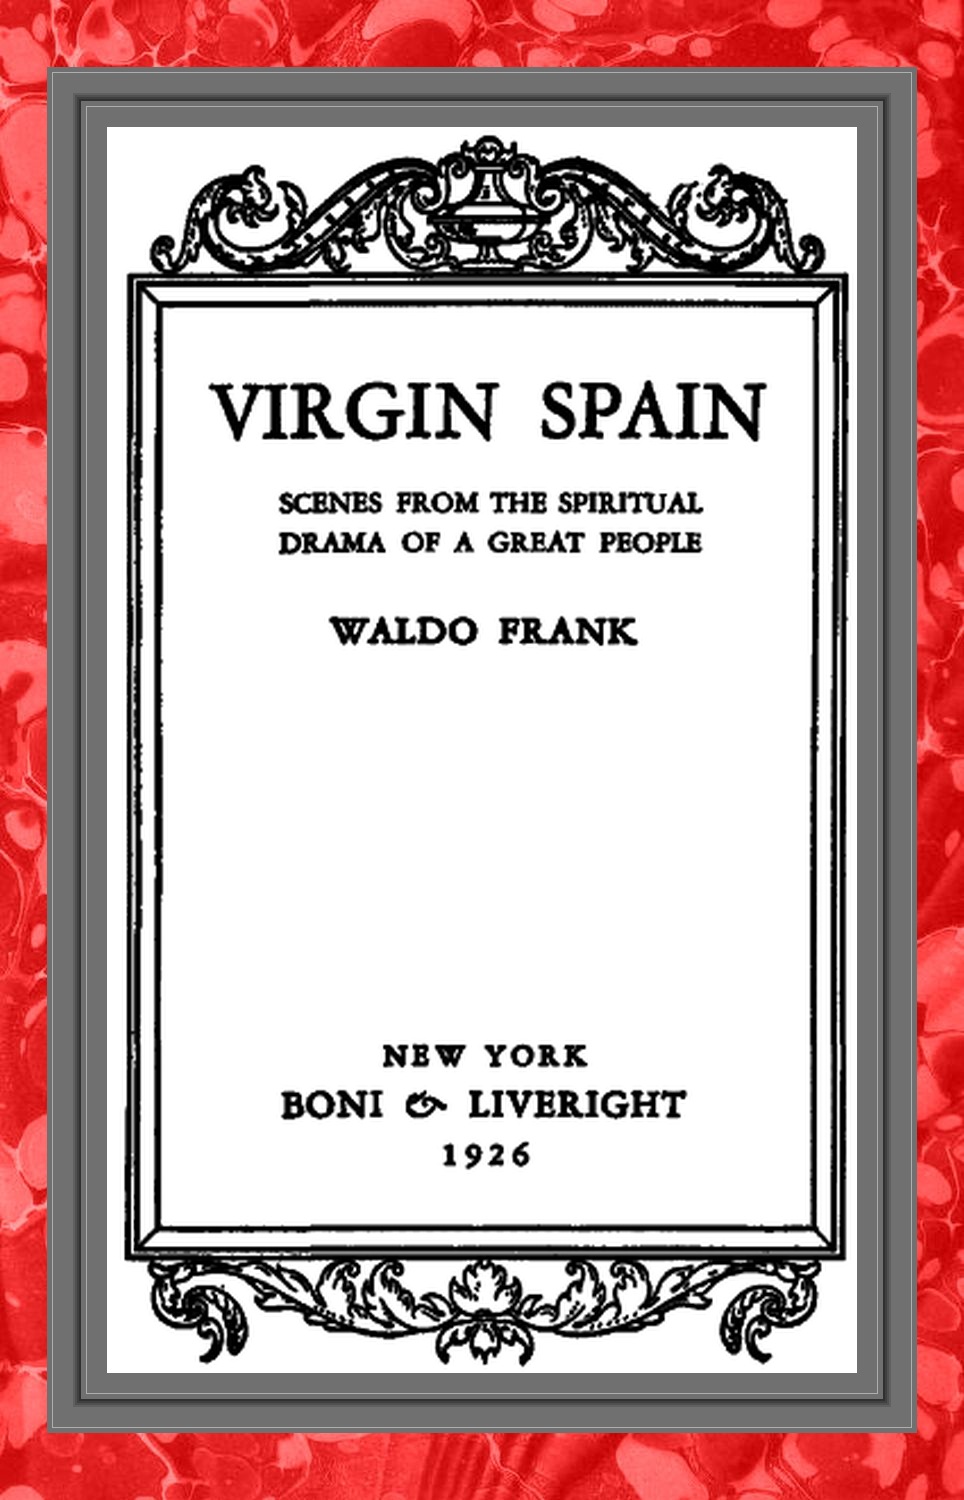 VIRGIN SPAIN
SCENES FROM THE SPIRITUAL
DRAMA OF A GREAT PEOPLE
WALDO FRANK
NEW YORK
BONI & LIVERIGHT
1926